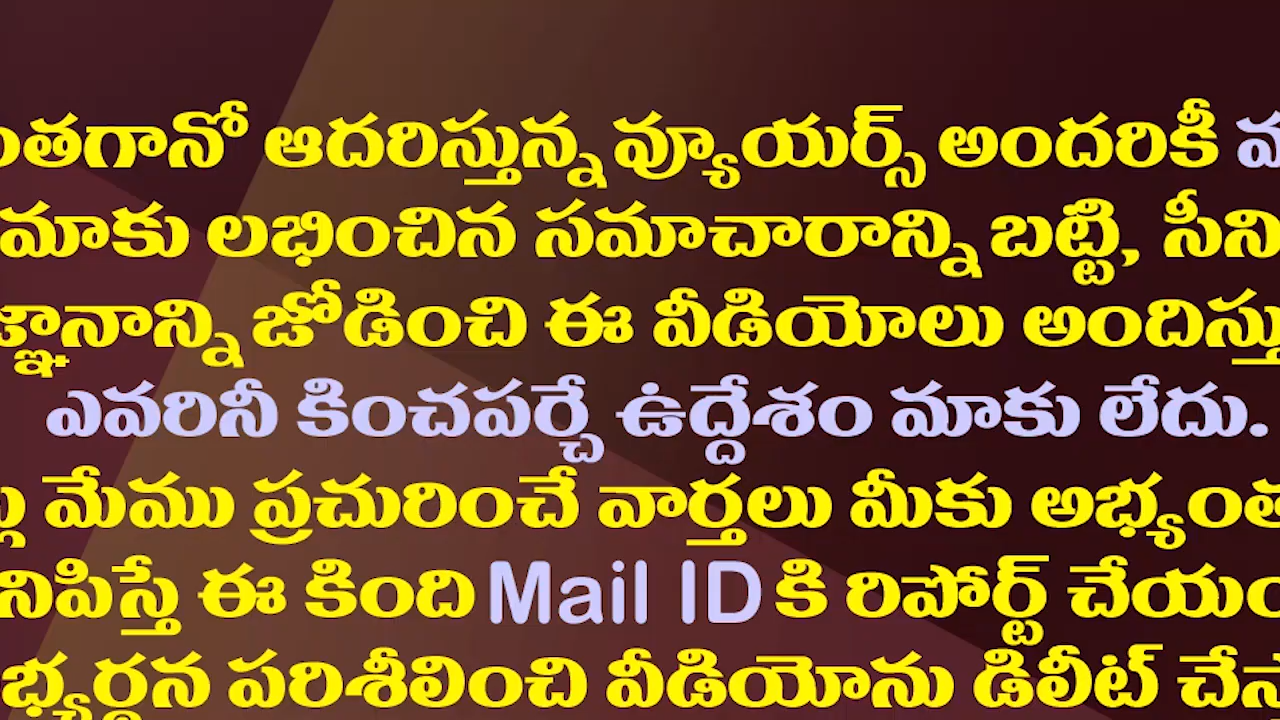 ఆదరిస్తున్న వ్యూయర్స్ అందరికీ
మాకు లభించిన సమాచారాన్ని బట్టి, సీని
జోడించి ఈ వీడియోలు
ఎవరినీ కించపర్చే ఉద్దేశం మాకు లేదు.
మేము ప్రచురించే వార్తలు మీకు
ఈ కింది Mail ID కి రిపోర్ట్
పరిశీలించి వీడియోను డిలీట్